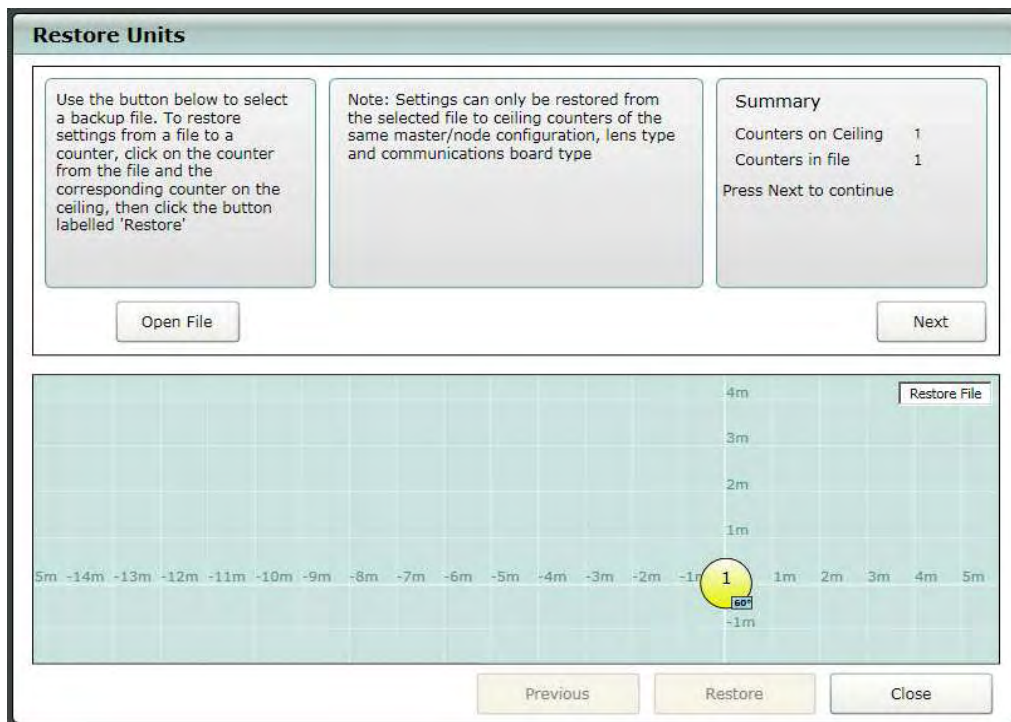 Restore Units
Use the button below to select
a backup file. To restore
settings from a file to a
counter, click on the counter
from the file and the
corresponding counter on the
ceiling, then click the button
labelled 'Restore'
Note: Settings can only be restored from
the selected file to ceiling counters of the
same master/node configuration, lens type
and communications board type
Summary
Counters on Ceiling 1
Counters in file 1
Press Next to continue
Open File
Next
Restore File
4m
3m
2m
1m
5m -14m -13m -12m -11m -10m -9m -8m -7m -6m -5m -4m -3m -2m -1 1 1m 2m 3m 4m 5m
60°
-1m
Previous
Restore
Close